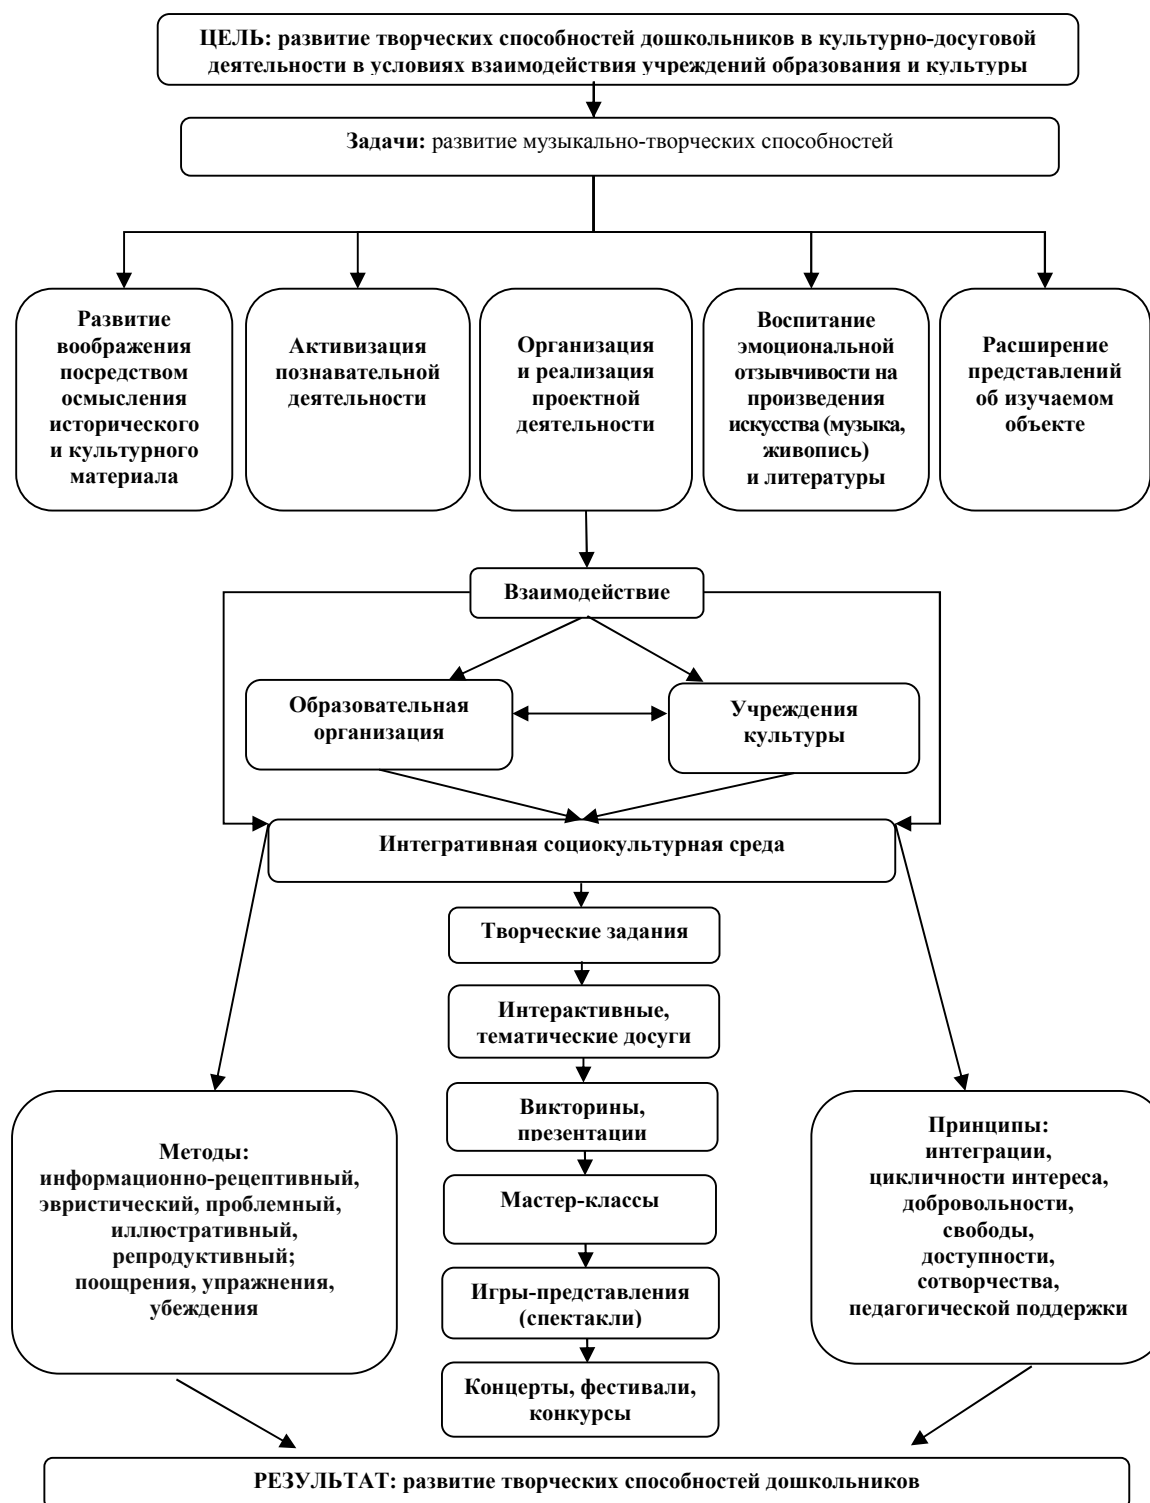 ЦЕЛЬ: развитие творческих способностей дошкольников в культурно-досуговой
деятельности в условиях взаимодействия учреждений образования и культуры
Задачи: развитие музыкально-творческих способностей
Развитие
воображения
посредством
осмысления
исторического
и культурного
материала
Активизация
познавательной
деятельности
Организация
и реализация
проектной
деятельности
Воспитание
эмоциональной
отзывчивости на
произведения
искусства (музыка,
живопись)
и литературы
Расширение
представлений
об изучаемом
объекте
Взаимодействие
Образовательная
организация
Учреждения
культуры
Интегративная социокультурная среда
Творческие задания
Интерактивные,
тематические досуги
Викторины,
презентации
Мастер-классы
Игры-представления
(спектакли)
Концерты, фестивали,
конкурсы
Методы:
информационно-рецептивный,
эвристический, проблемный,
иллюстративный,
репродуктивный;
поощрения, упражнения,
убеждения
Принципы:
интеграции,
цикличности интереса,
добровольности,
свободы,
доступности,
сотворчества,
педагогической поддержки
РЕЗУЛЬТАТ: развитие творческих способностей дошкольников